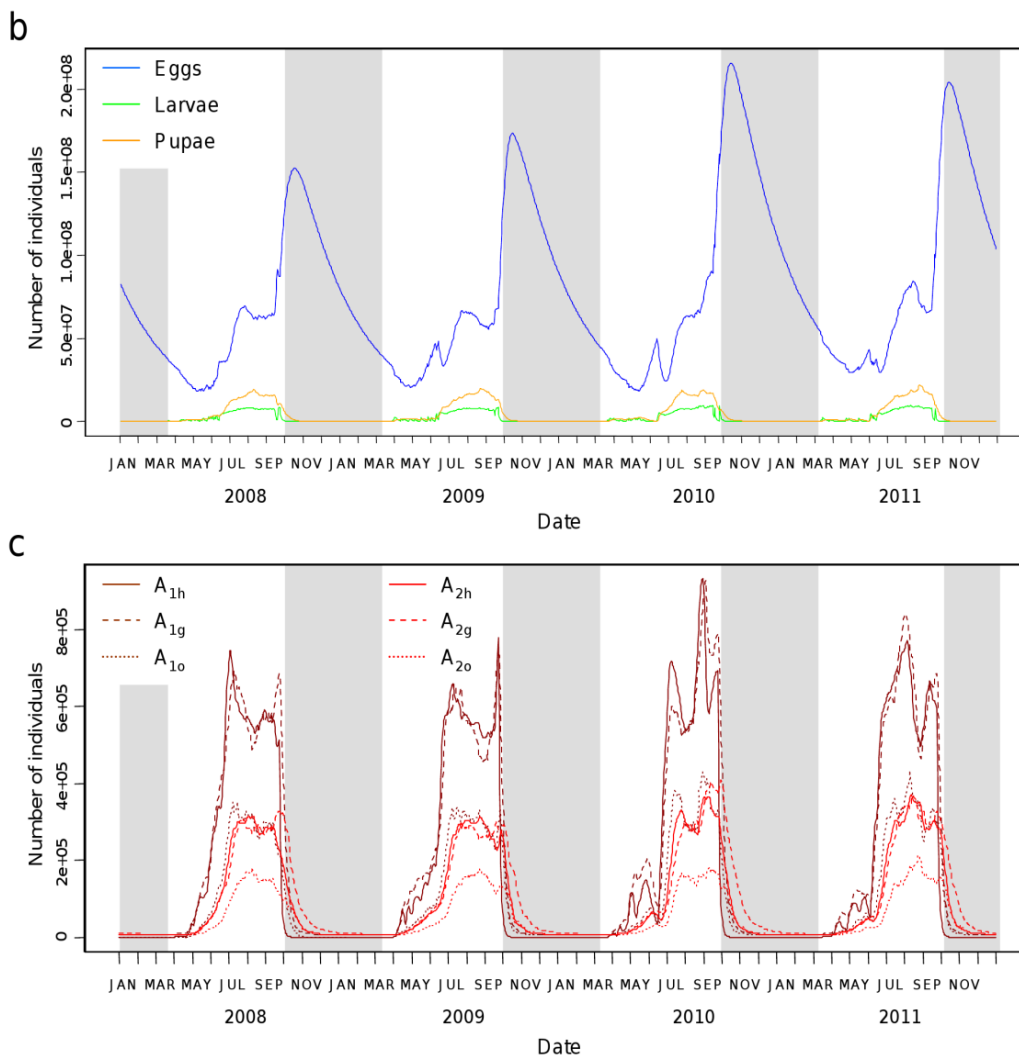 b
Eggs
Larvae
Pupae
Number of individuals
2.0e+08
1.5e+08
1.0e+08
5.0e+07
0
JAN MAR MAY JUL SEP NOV JAN MAR MAY JUL SEP NOV JAN MAR MAY JUL SEP NOV JAN MAR MAY JUL SEP NOV
2008 2009 2010 2011
Date
c
A1h A2h
A1g A2g
A1o A2o
Number of individuals
8e+05
6e+05
4e+05
2e+05
0
JAN MAR MAY JUL SEP NOV JAN MAR MAY JUL SEP NOV JAN MAR MAY JUL SEP NOV JAN MAR MAY JUL SEP NOV
2008 2009 2010 2011
Date